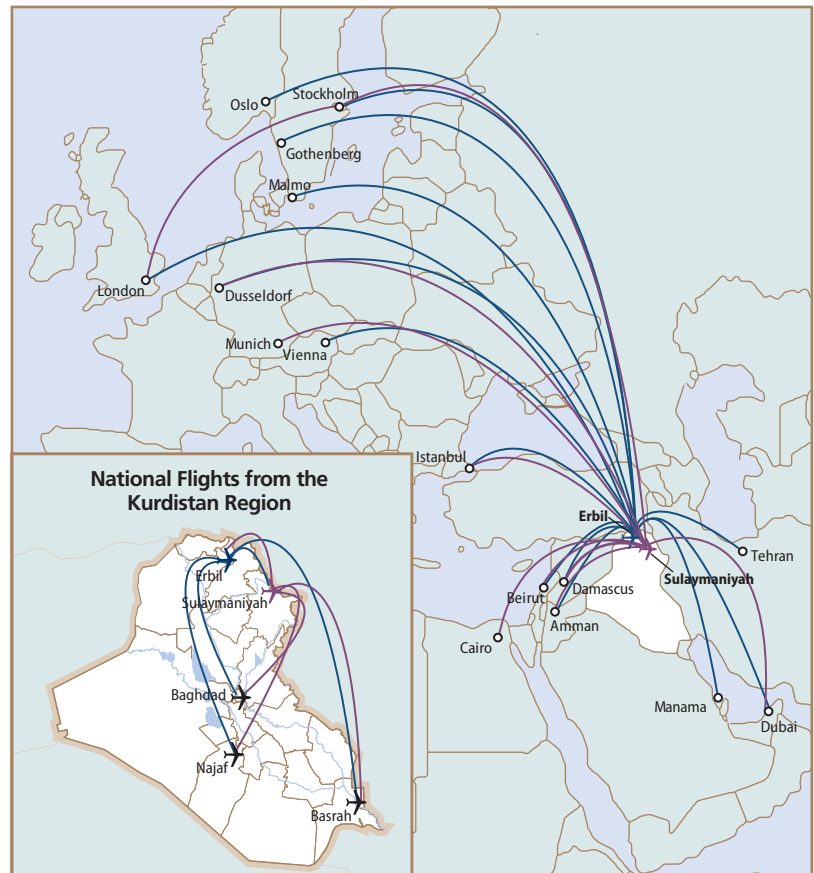 Oslo
Stockholm
Gothenberg
Malmo
London
Dusseldorf
Munich
Vienna
Istanbul
Erbil
Tehran
Sulaymaniyah
Beirut
Damascus
Amman
Cairo
Manama
Dubai
National Flights from the
Kurdistan Region
Erbil
Sulaymaniyah
Baghdad
Najaf
Basrah